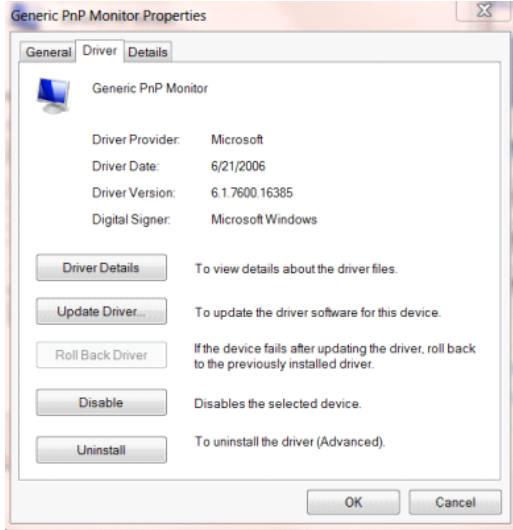 Generic PnP Monitor Properties
General Driver Details
Generic PnP Monitor
Driver Provider: Microsoft
Driver Date: 6/21/2006
Driver Version: 6.1.7600.16385
Digital Signer: Microsoft Windows
Driver Details To view details about the driver files.
Update Driver... To update the driver software for this device.
Roll Back Driver If the device fails after updating the driver, roll back
to the previously installed driver.
Disable Disables the selected device.
Uninstall To uninstall the driver (Advanced).
OK Cancel